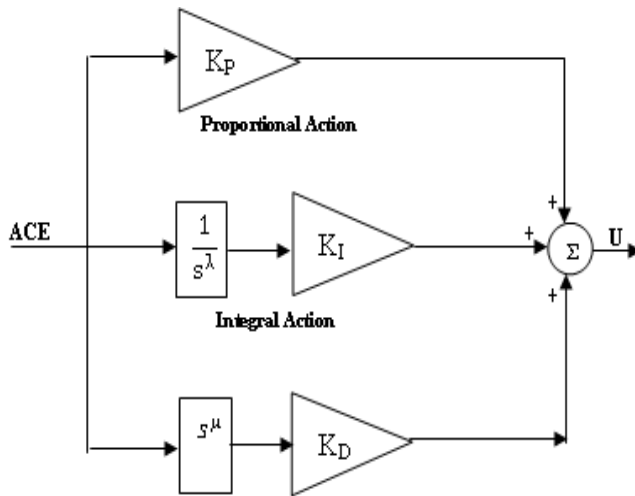 K_P
Proportional Action
+
ACE
1
s^λ
K_I
+
Σ
U
Integral Action
+
s^μ
K_D